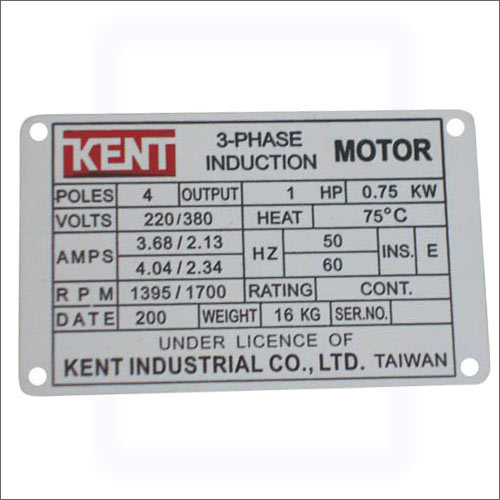 KENT 3-PHASE INDUCTION MOTOR
POLES 4 OUTPUT 1 HP 0.75 KW
VOLTS 220/380 HEAT 75°C
AMPS 3.68/2.13 HZ 50 INS. E
4.04/2.34 60
RPM 1395/1700 RATING CONT.
DATE 200 WEIGHT 16 KG SER.NO.
UNDER LICENCE OF
KENT INDUSTRIAL CO., LTD. TAIWAN